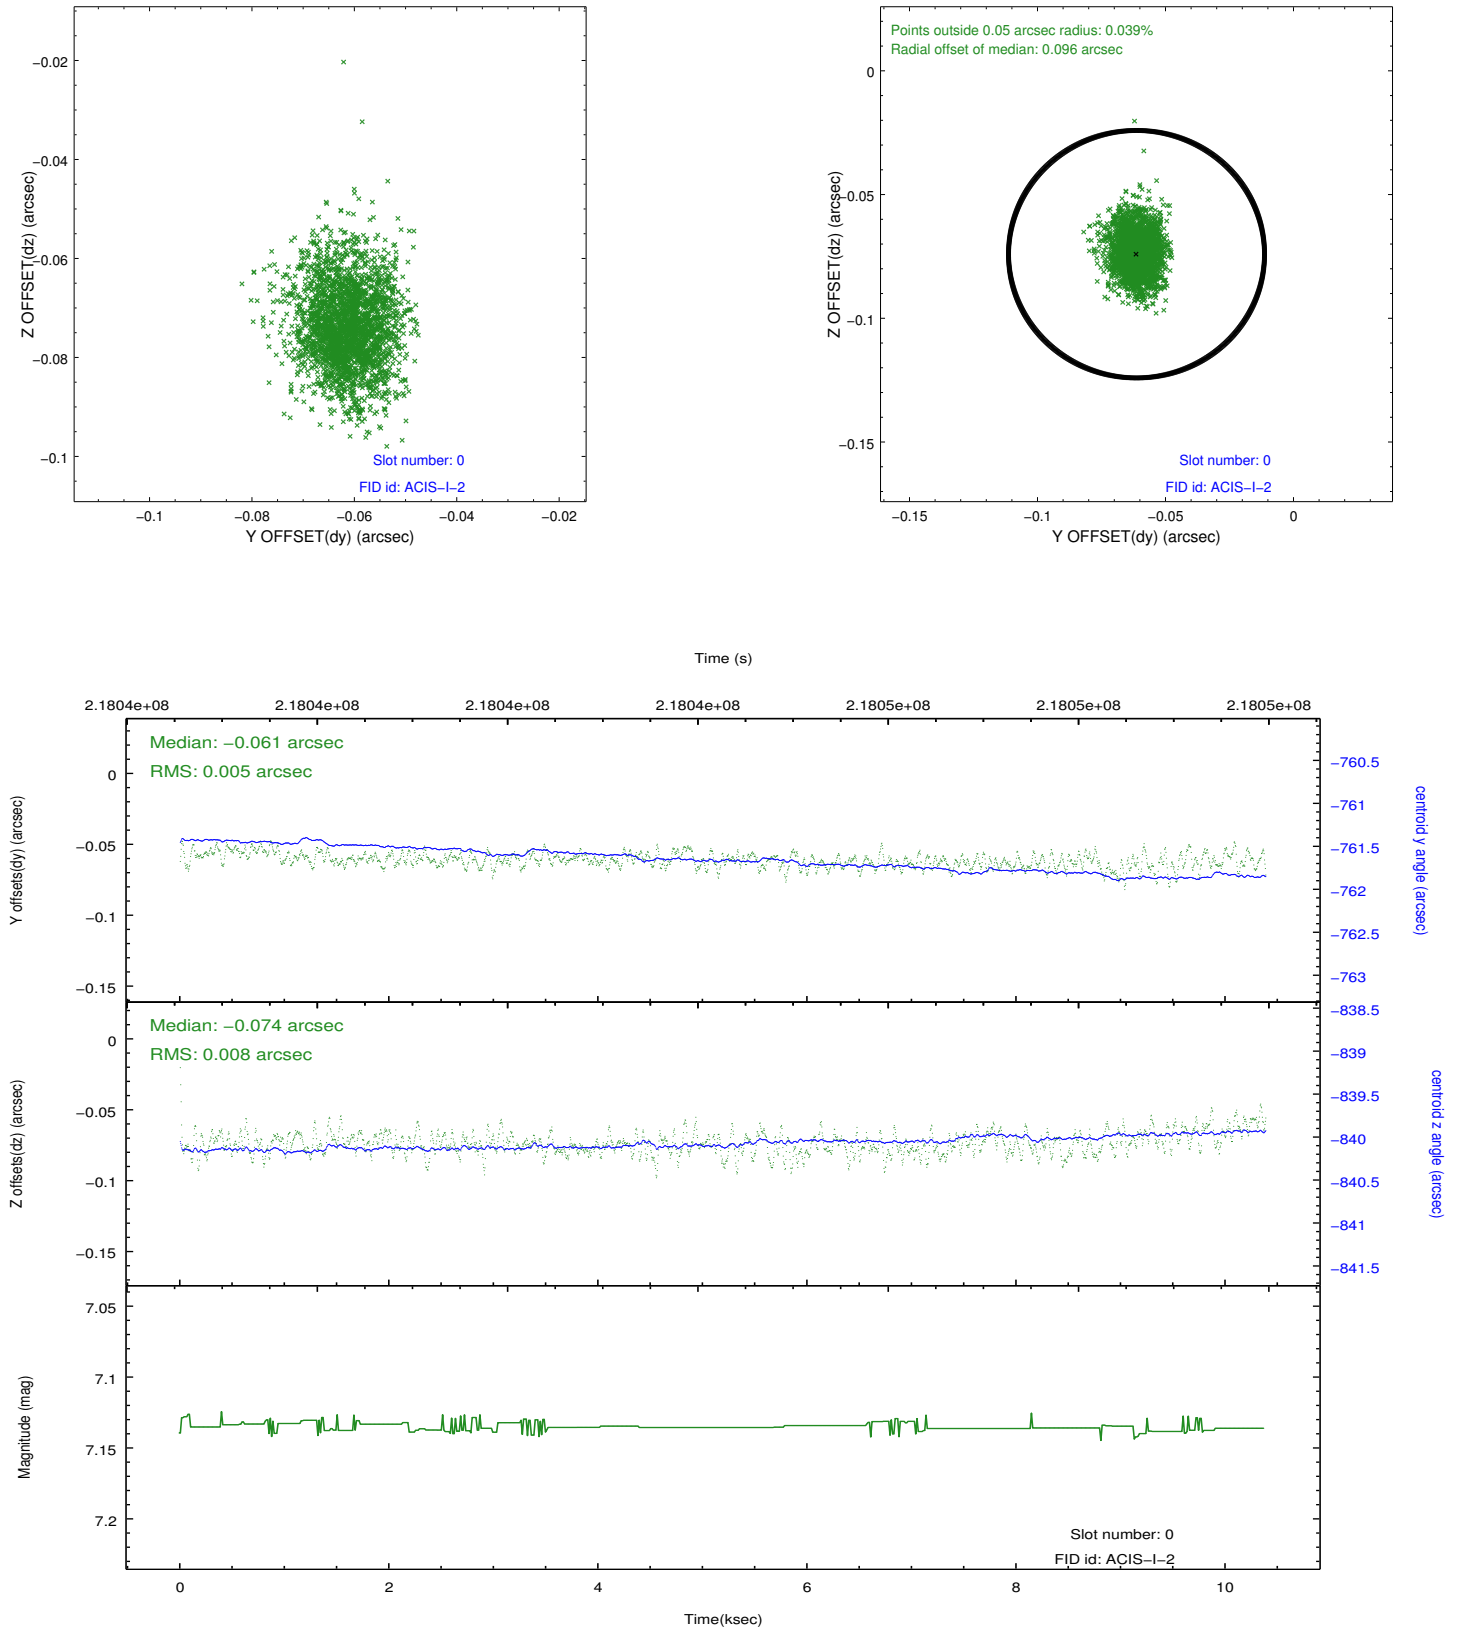 −0.02
−0.04
−0.06
−0.08
−0.1
Z OFFSET(dz) (arcsec)
Slot number: 0
FID id: ACIS−I−2
−0.1 −0.08 −0.06 −0.04 −0.02
Y OFFSET(dy) (arcsec)
Points outside 0.05 arcsec radius: 0.039%
Radial offset of median: 0.096 arcsec
0
−0.05
−0.1
−0.15
Z OFFSET(dz) (arcsec)
Slot number: 0
FID id: ACIS−I−2
−0.15 −0.1 −0.05 0
Y OFFSET(dy) (arcsec)
Time (s)
2.1804e+08 2.1804e+08 2.1804e+08 2.1804e+08 2.1805e+08 2.1805e+08 2.1805e+08
Median: −0.061 arcsec
RMS: 0.005 arcsec
0
−0.05
−0.1
−0.15
Y offsets(dy) (arcsec)
−760.5
−761
−761.5
−762
−762.5
−763
centroid y angle (arcsec)
Median: −0.074 arcsec
RMS: 0.008 arcsec
0
−0.05
−0.1
−0.15
Z offsets(dz) (arcsec)
−838.5
−839
−839.5
−840
−840.5
−841
−841.5
centroid z angle (arcsec)
7.05
7.1
7.15
7.2
Magnitude (mag)
Slot number: 0
FID id: ACIS−I−2
0 2 4 6 8 10
Time(ksec)